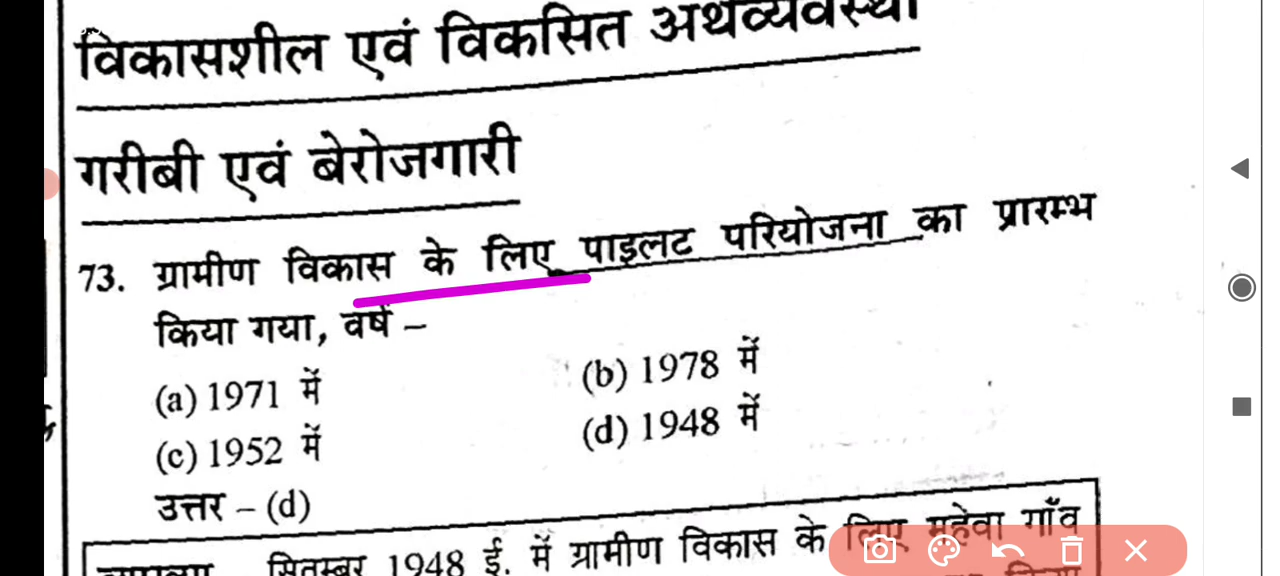 विकासशील एवं विकसित अर्थव्यवस्था
गरीबी एवं बेरोजगारी
73. ग्रामीण विकास के लिए पाइलट परियोजना का प्रारम्भ
किया गया, वर्ष –
(a) 1971 में (b) 1978 में
(c) 1952 में (d) 1948 में
उत्तर – (d)
सितम्बर 1948 ई. में ग्रामीण विकास के लिए महेवा गाँव